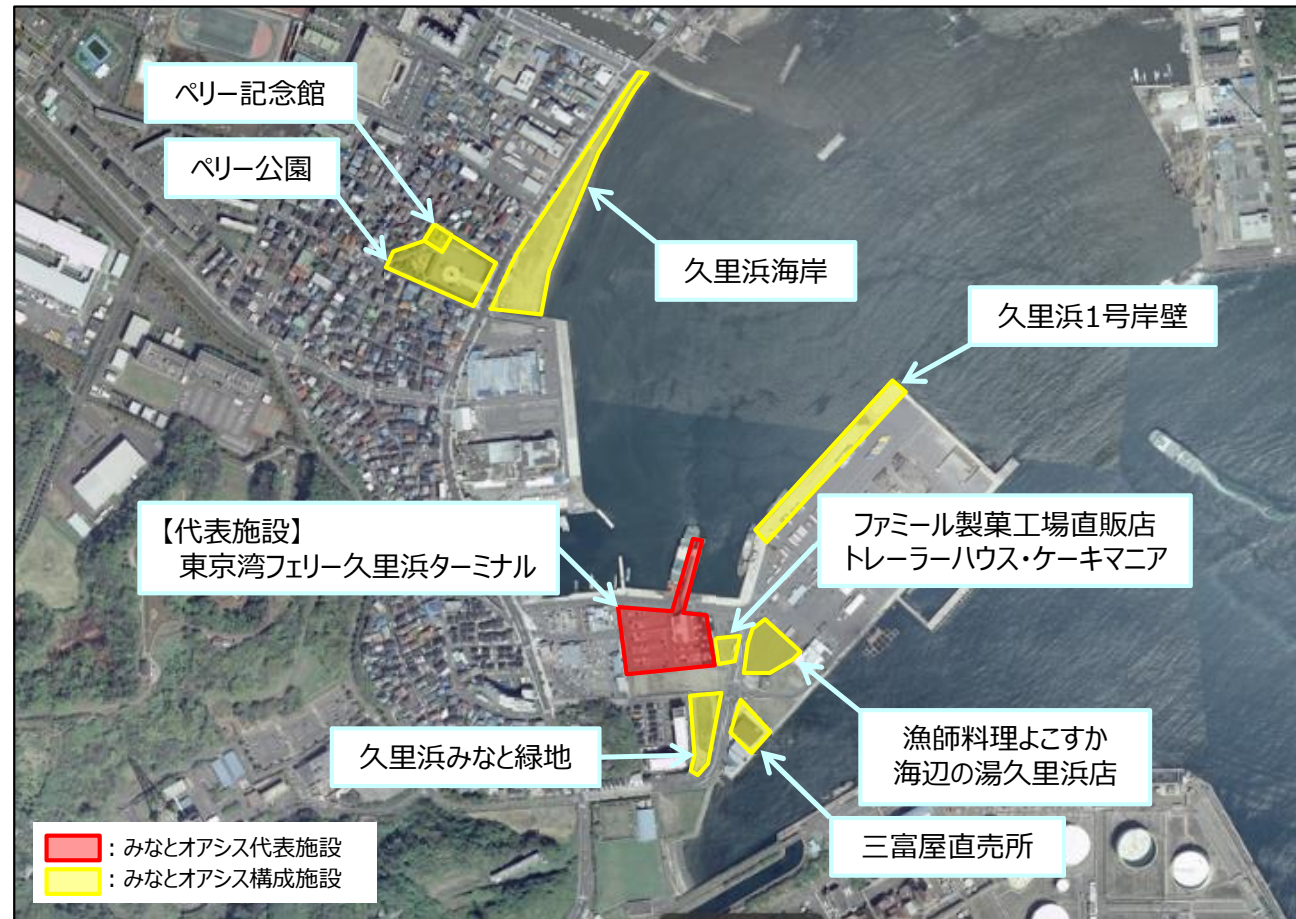 ペリー記念館
ペリー公園
久里浜海岸
久里浜1号岸壁
【代表施設】
東京湾フェリー久里浜ターミナル
ファミール製菓工場直販店
トレーラーハウス・ケーキマニア
久里浜みなと緑地
漁師料理よこすか
海辺の湯久里浜店
三富屋直売所
：みなとオアシス代表施設
：みなとオアシス構成施設